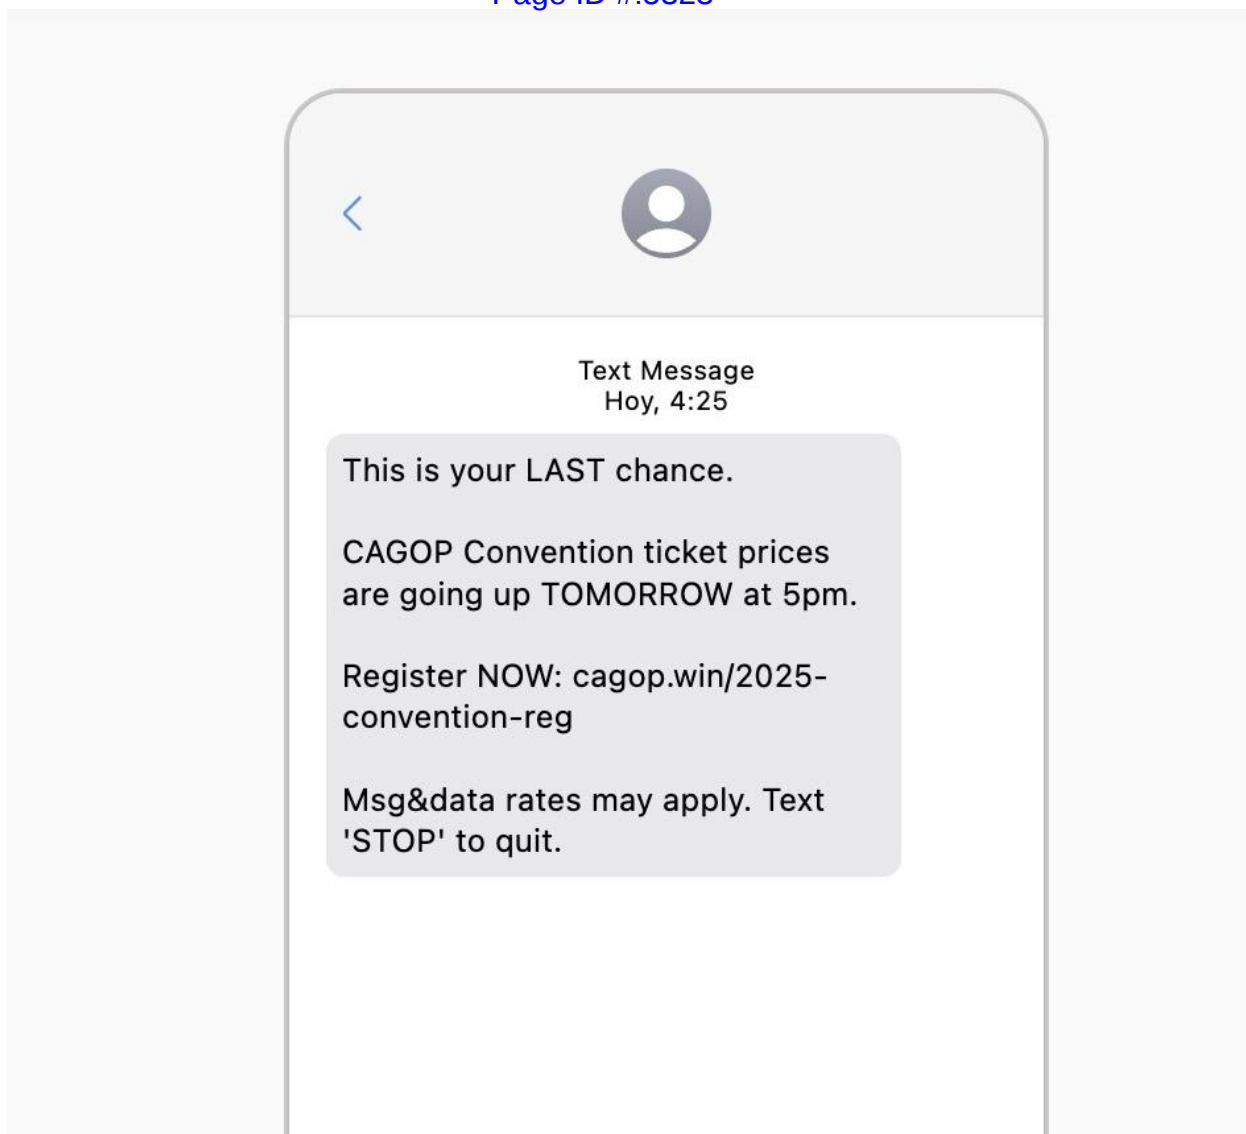 Text Message
Hoy, 4:25
This is your LAST chance.
CAGOP Convention ticket prices
are going up TOMORROW at 5pm.
Register NOW: cagop.win/2025-
convention-reg
Msg&data rates may apply. Text
'STOP' to quit.